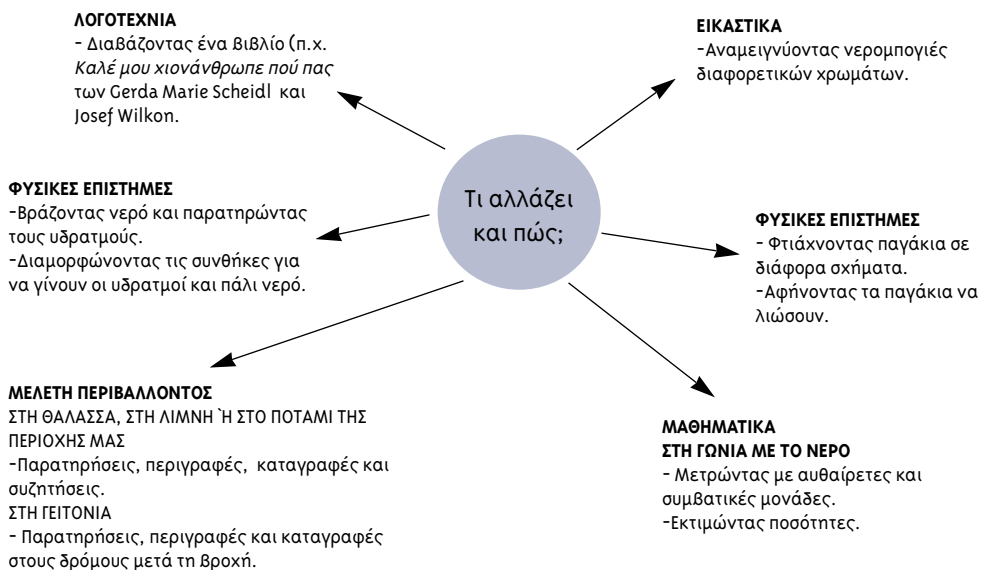 ΛΟΓΟΤΕΧΝΙΑ
- Διαβάζοντας ένα βιβλίο (π.χ.
Καλέ μου χιονάνθρωπε πού πας
των Gerda Marie Scheidl και
Josef Wilkon.
ΕΙΚΑΣΤΙΚΑ
-Αναμειγνύοντας νερομπογιές
διαφορετικών χρωμάτων.
Τι αλλάζει
και πώς;
ΦΥΣΙΚΕΣ ΕΠΙΣΤΗΜΕΣ
-Βράζοντας νερό και παρατηρώντας
τους υδρατμούς.
-Διαμορφώνοντας τις συνθήκες για
να γίνουν οι υδρατμοί και πάλι νερό.
ΦΥΣΙΚΕΣ ΕΠΙΣΤΗΜΕΣ
- Φτιάχνοντας παγάκια σε
διάφορα σχήματα.
-Αφήνοντας τα παγάκια να
λιώσουν.
ΜΕΛΕΤΗ ΠΕΡΙΒΑΛΛΟΝΤΟΣ
ΣΤΗ ΘΑΛΑΣΣΑ, ΣΤΗ ΛΙΜΝΗ Ή ΣΤΟ ΠΟΤΑΜΙ ΤΗΣ
ΠΕΡΙΟΧΗΣ ΜΑΣ
-Παρατηρήσεις, περιγραφές, καταγραφές και
συζητήσεις.
ΣΤΗ ΓΕΙΤΟΝΙΑ
- Παρατηρήσεις, περιγραφές και καταγραφές
στους δρόμους μετά τη βροχή.
ΜΑΘΗΜΑΤΙΚΑ
ΣΤΗ ΓΩΝΙΑ ΜΕ ΤΟ ΝΕΡΟ
- Μετρώντας με αυθαίρετες και
συμβατικές μονάδες.
-Εκτιμώντας ποσότητες.